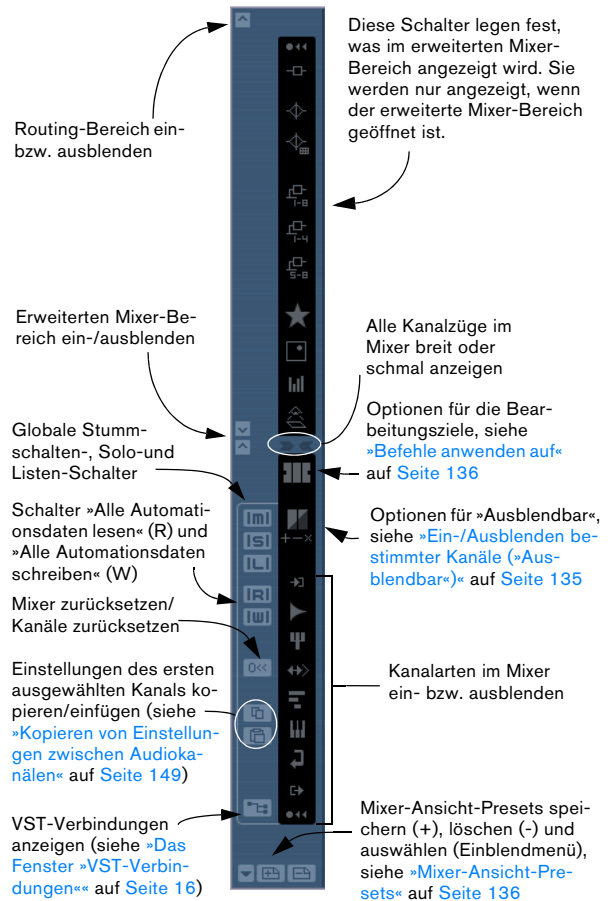 Diese Schalter legen fest,
was im erweiterten Mixer-
Bereich angezeigt wird. Sie
werden nur angezeigt, wenn
der erweiterte Mixer-Bereich
geöffnet ist.
Routing-Bereich ein-
bzw. ausblenden
1-8
1-4
5-8
Erweiterten Mixer-Be-
reich ein-/ausblenden
Alle Kanalzüge im
Mixer breit oder
schmal anzeigen
Globale Stumm-
schalten-, Solo-und
Listen-Schalter
Optionen für die Bear-
beitungsziele, siehe
»Befehle anwenden auf«
auf Seite 136
Schalter »Alle Automati-
onsdaten lesen« (R) und
»Alle Automationsdaten
schreiben« (W)
m
S
L
R
W
Optionen für »Ausblendbar«,
siehe »Ein-/Ausblenden be-
stimmter Kanäle (»Aus-
blendbar«)« auf Seite 135
Mixer zurücksetzen/
Kanäle zurücksetzen
0<<
Einstellungen des ersten
ausgewählten Kanals ko-
pieren/einfügen (siehe
»Kopieren von Einstellun-
gen zwischen Audioka-
nälen« auf Seite 149)
Kanalarten im Mixer
ein- bzw. ausblenden
VST-Verbindungen
anzeigen (siehe »Das
Fenster »VST-Verbin-
dungen«« auf Seite 16)
Mixer-Ansicht-Presets spei-
chern (+), löschen (-) und
auswählen (Einblendmenü),
siehe »Mixer-Ansicht-Pre-
sets« auf Seite 136